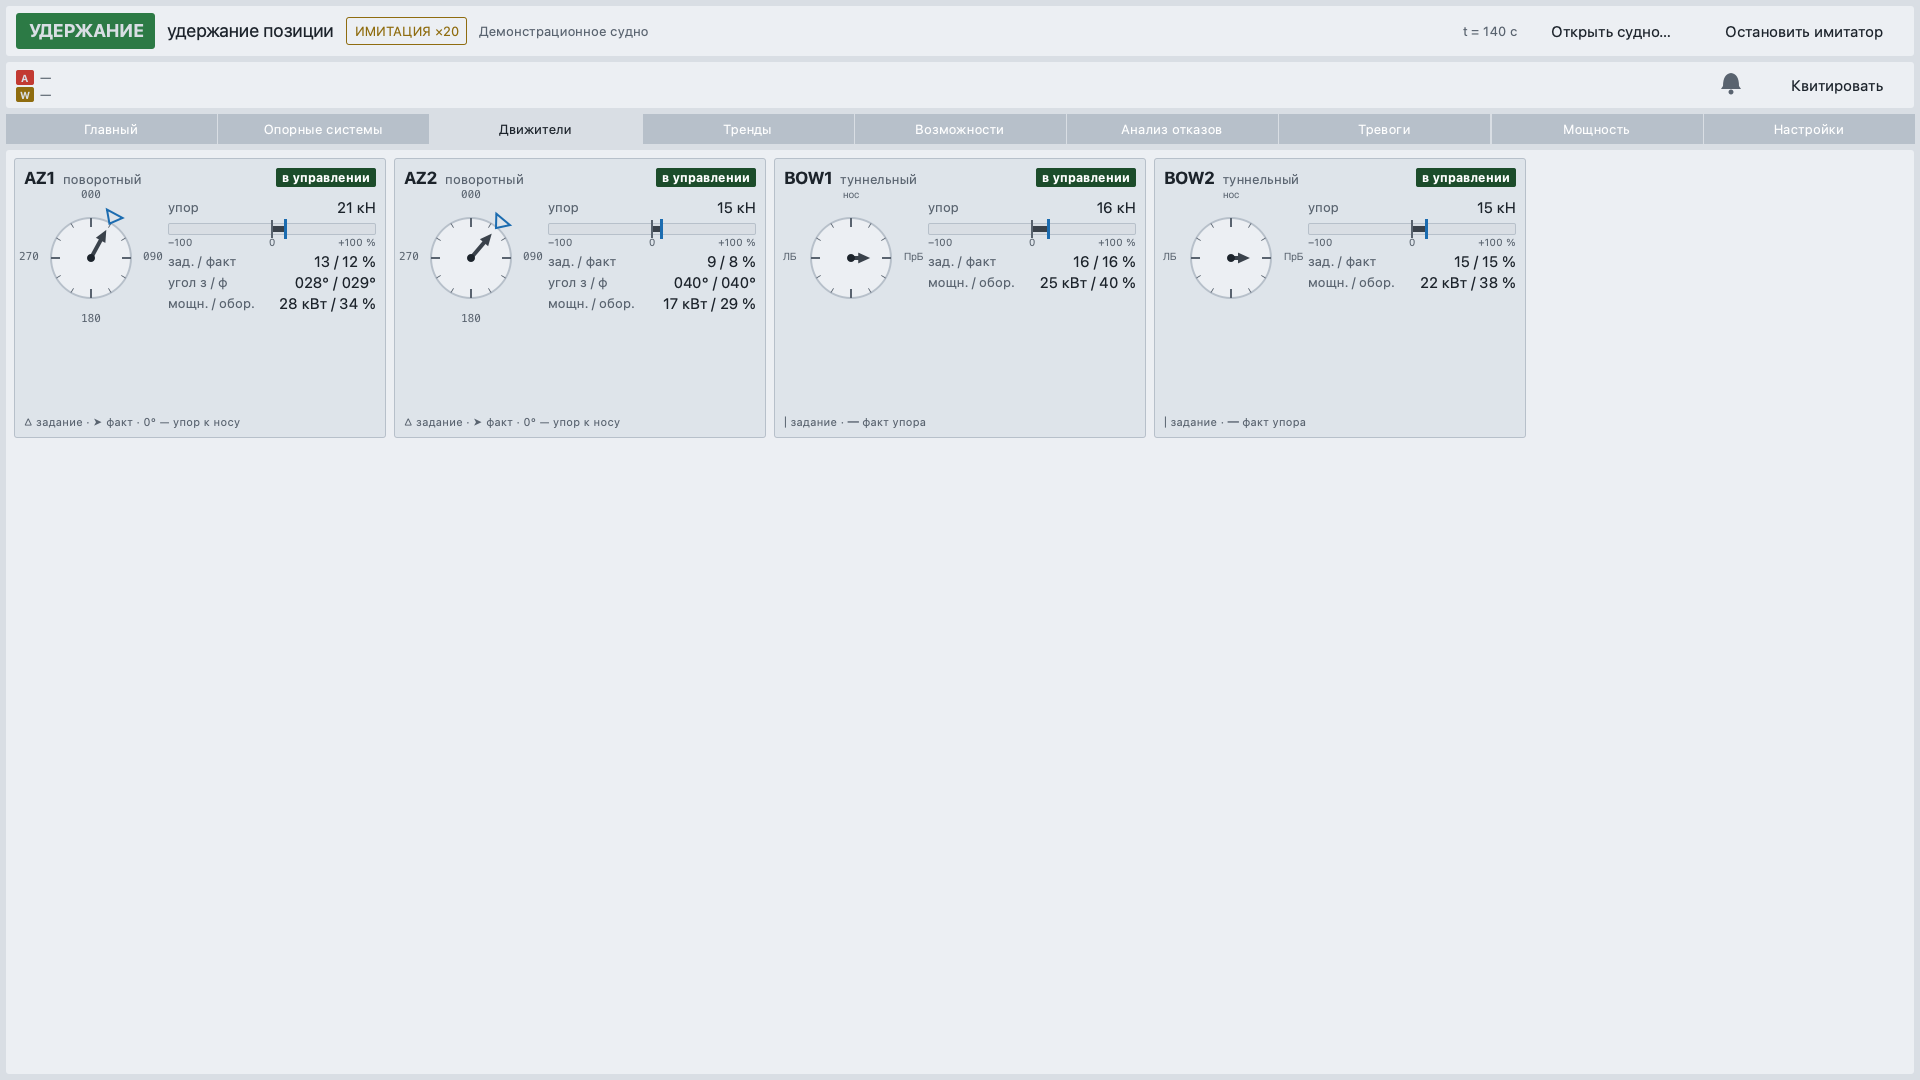 УДЕРЖАНИЕ удержание позиции ИМИТАЦИЯ ×20 Демонстрационное судно t = 140 с Открыть судно... Остановить имитатор
A —
W —
Квитировать
Главный Опорные системы Движители Тренды Возможности Анализ отказов Тревоги Мощность Настройки
AZ1 поворотный в управлении
000
270 090
180
упор 21 кН
−100 0 +100 %
зад. / факт 13 / 12 %
угол з / ф 028° / 029°
мощн. / обор. 28 кВт / 34 %
∆ задание · ➤ факт · 0° — упор к носу
AZ2 поворотный в управлении
000
270 090
180
упор 15 кН
−100 0 +100 %
зад. / факт 9 / 8 %
угол з / ф 040° / 040°
мощн. / обор. 17 кВт / 29 %
∆ задание · ➤ факт · 0° — упор к носу
BOW1 туннельный в управлении
нос
ЛБ ПрБ
упор 16 кН
−100 0 +100 %
зад. / факт 16 / 16 %
мощн. / обор. 25 кВт / 40 %
| задание · — факт упора
BOW2 туннельный в управлении
нос
ЛБ ПрБ
упор 15 кН
−100 0 +100 %
зад. / факт 15 / 15 %
мощн. / обор. 22 кВт / 38 %
| задание · — факт упора